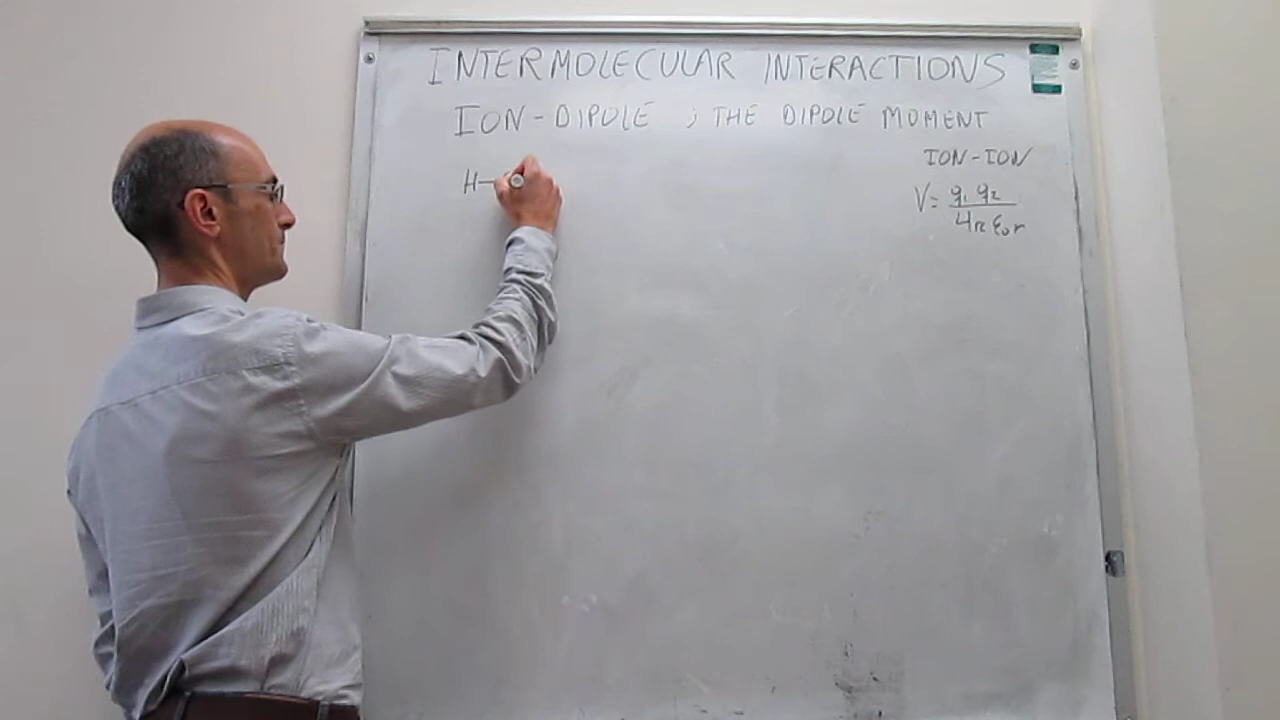 INTERMOLECULAR INTERACTIONS
ION-DIPOLE ; THE DIPOLE MOMENT
ION-ION
H-
V = q₁ q₂ / 4π ε₀ r